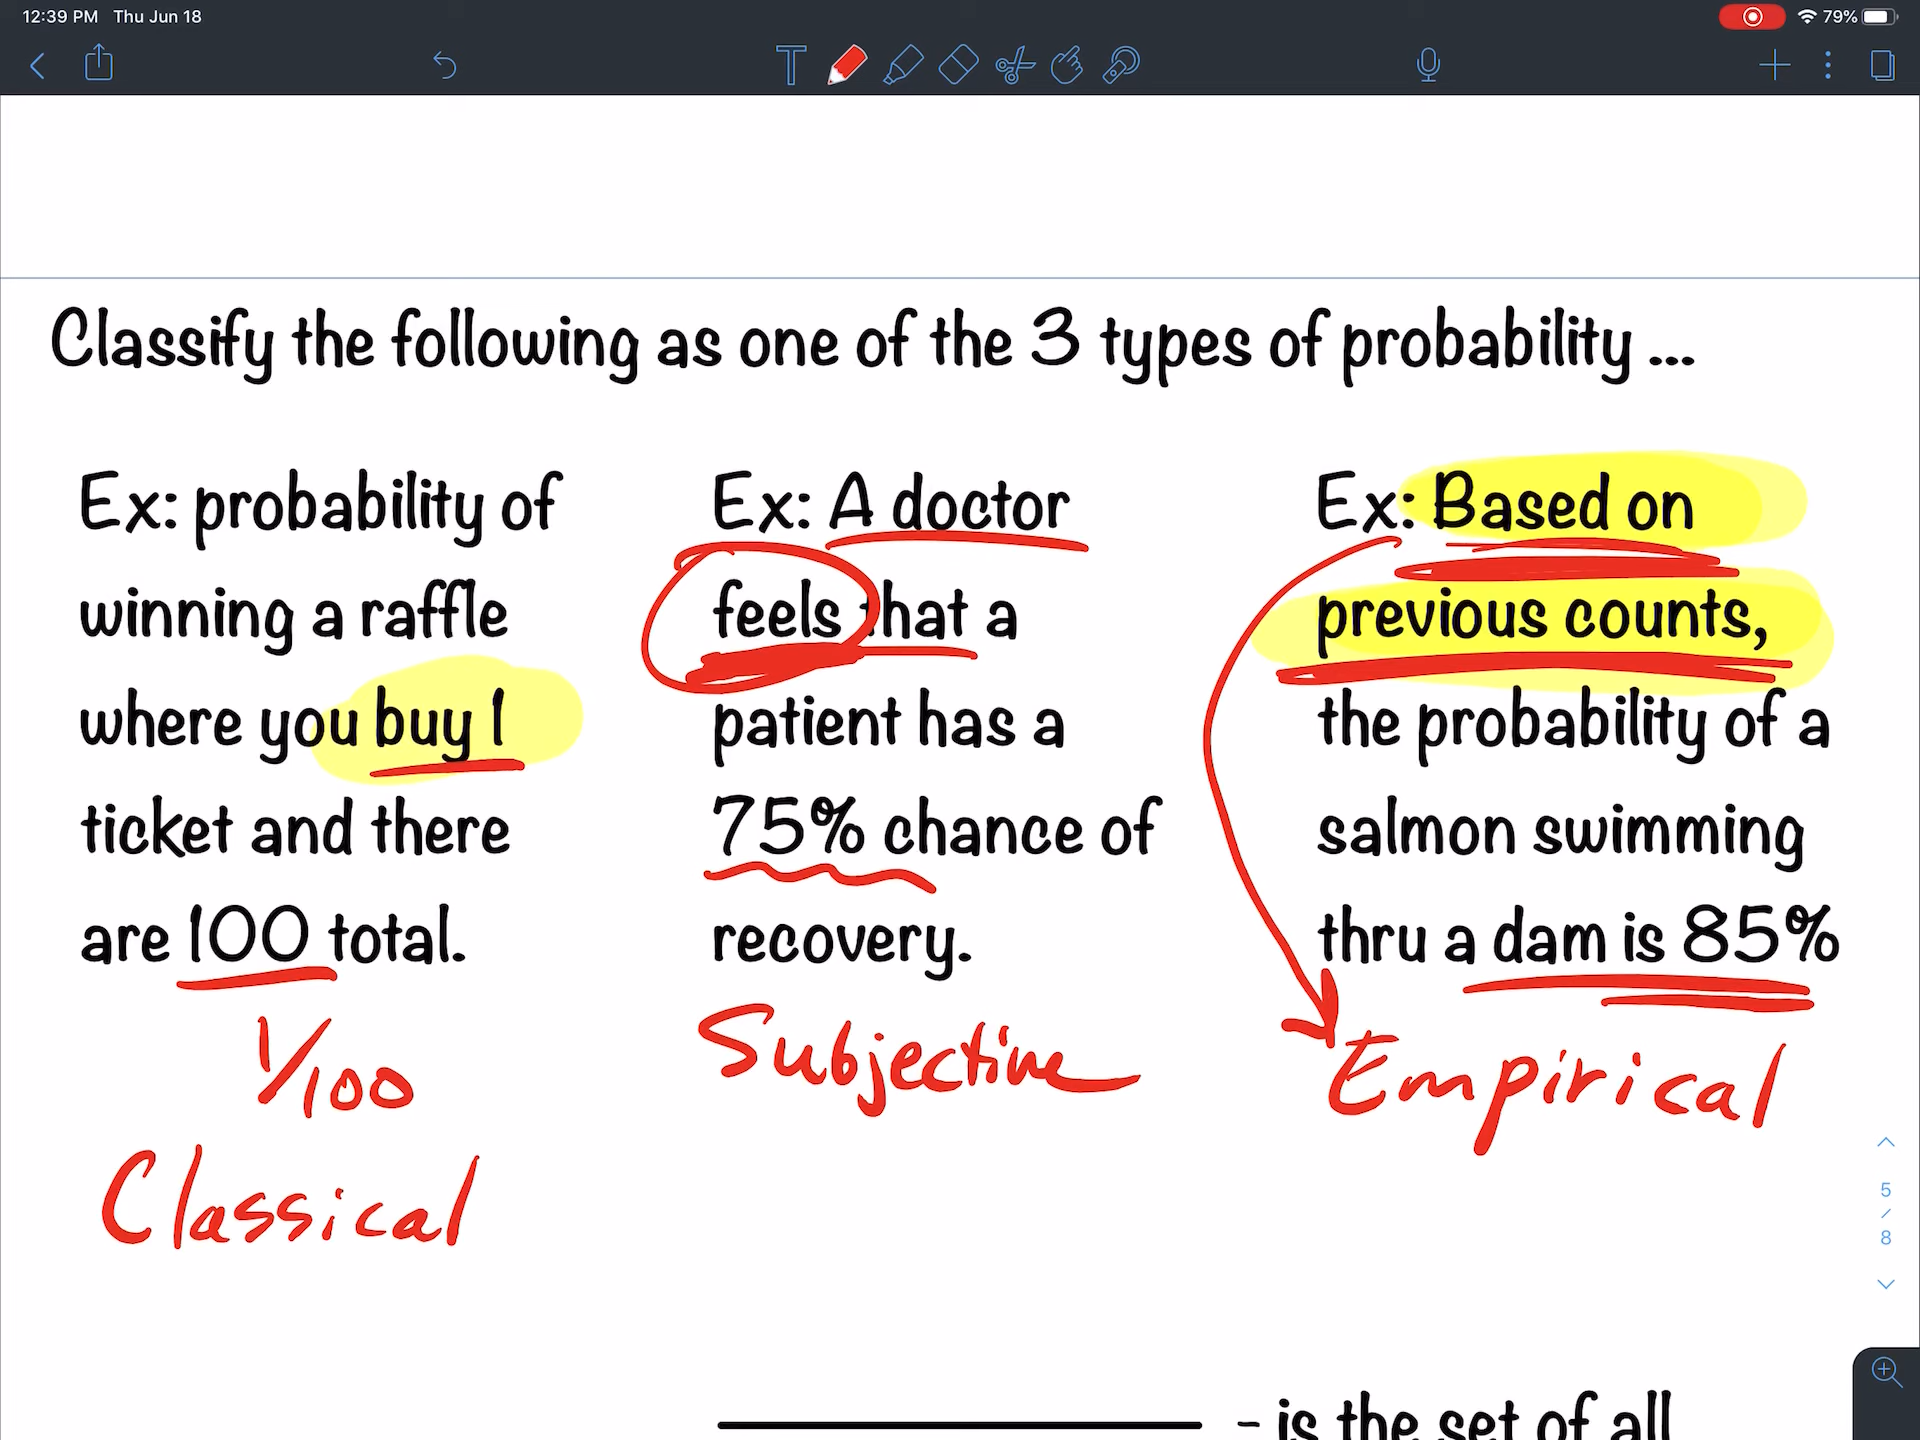 12:39 PM Thu Jun 18
79%
T
Classify the following as one of the 3 types of probability ...
Ex: probability of
winning a raffle
where you buy 1
ticket and there
are 100 total.
1/100
Classical
Ex: A doctor
feels that a
patient has a
75% chance of
recovery.
Subjective
Ex: Based on
previous counts,
the probability of a
salmon swimming
thru a dam is 85%
Empirical
5
/
8
- is the set of all